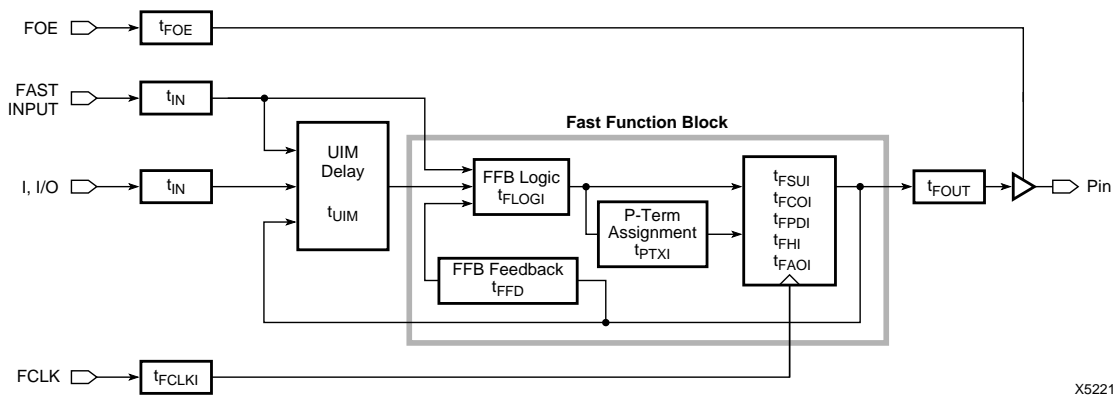 FOE
tFOE
FAST
INPUT
tIN
Fast Function Block
UIM
Delay
tUIM
I, I/O
tIN
FFB Logic
tFLOGI
P-Term
Assignment
tPTXI
FFB Feedback
tFFD
tFSUI
tFCOI
tFPDI
tFHI
tFAOI
tFOUT
Pin
FCLK
tFCLKI
X5221